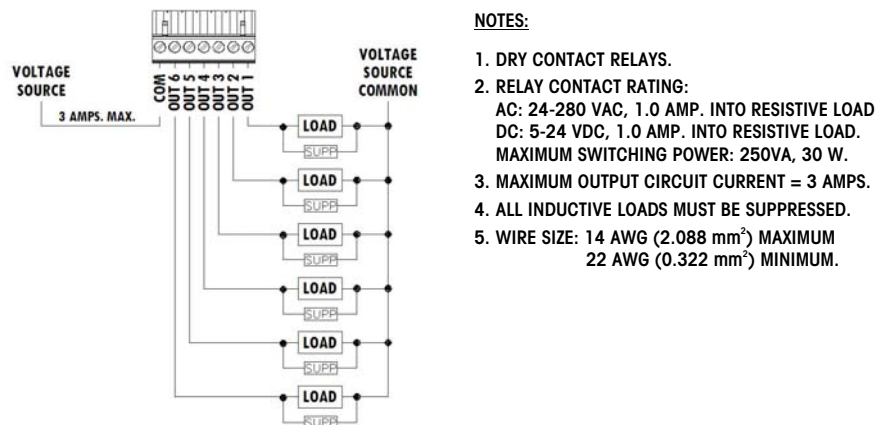 VOLTAGE
SOURCE
3 AMPS. MAX.
COM
OUT 6
OUT 5
OUT 4
OUT 3
OUT 2
OUT 1
VOLTAGE
SOURCE
COMMON
LOAD
SUPP
LOAD
SUPP
LOAD
SUPP
LOAD
SUPP
LOAD
SUPP
LOAD
SUPP
NOTES:
1. DRY CONTACT RELAYS.
2. RELAY CONTACT RATING:
AC: 24-280 VAC, 1.0 AMP. INTO RESISTIVE LOAD
DC: 5-24 VDC, 1.0 AMP. INTO RESISTIVE LOAD.
MAXIMUM SWITCHING POWER: 250VA, 30 W.
3. MAXIMUM OUTPUT CIRCUIT CURRENT = 3 AMPS.
4. ALL INDUCTIVE LOADS MUST BE SUPPRESSED.
5. WIRE SIZE: 14 AWG (2.088 mm²) MAXIMUM
22 AWG (0.322 mm²) MINIMUM.